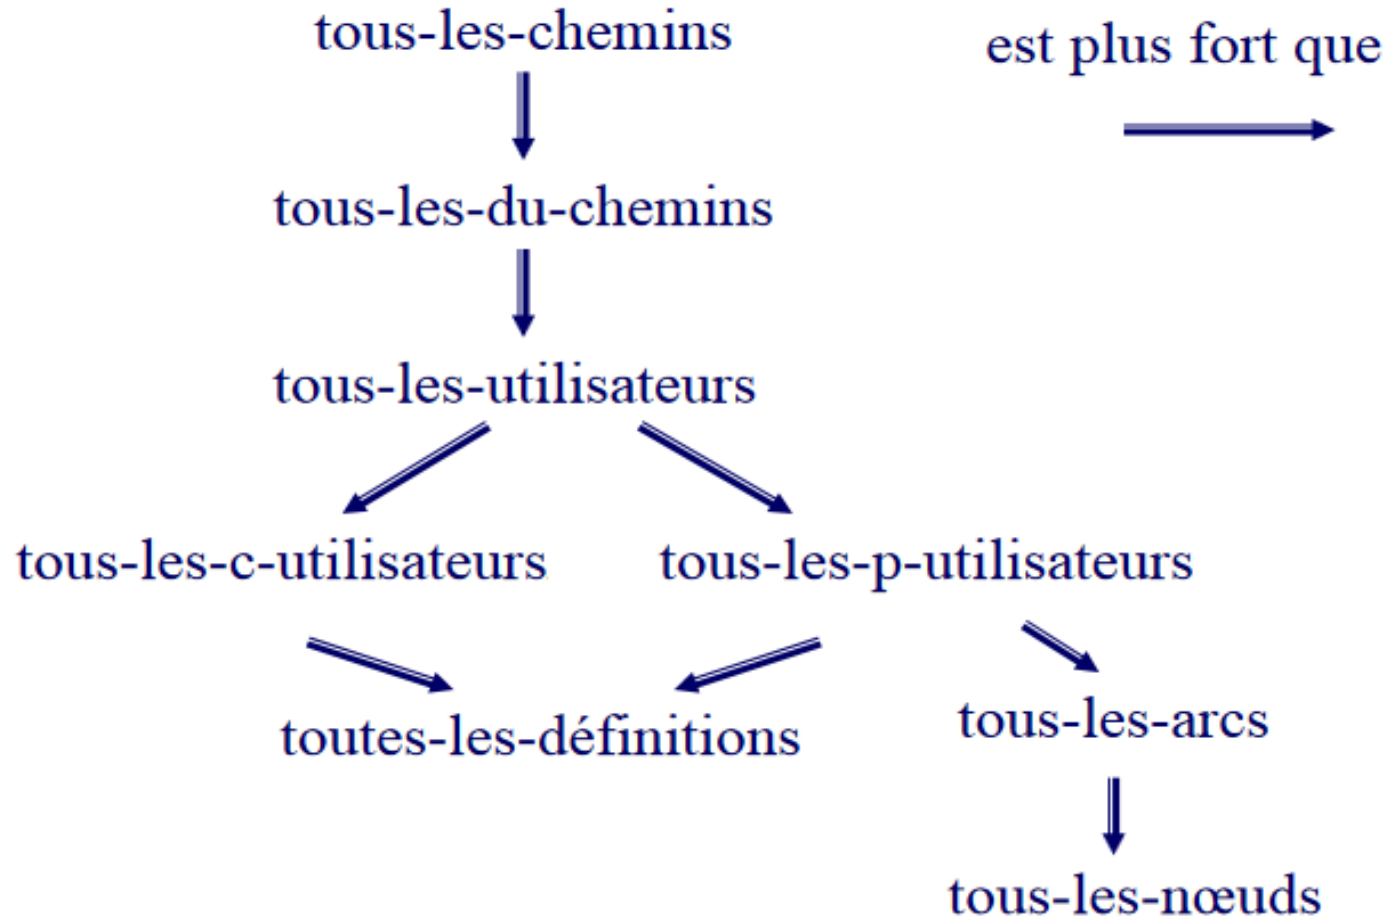 tous-les-chemins
est plus fort que
tous-les-du-chemins
tous-les-utilisateurs
tous-les-c-utilisateurs
tous-les-p-utilisateurs
toutes-les-définitions
tous-les-arcs
tous-les-nœuds